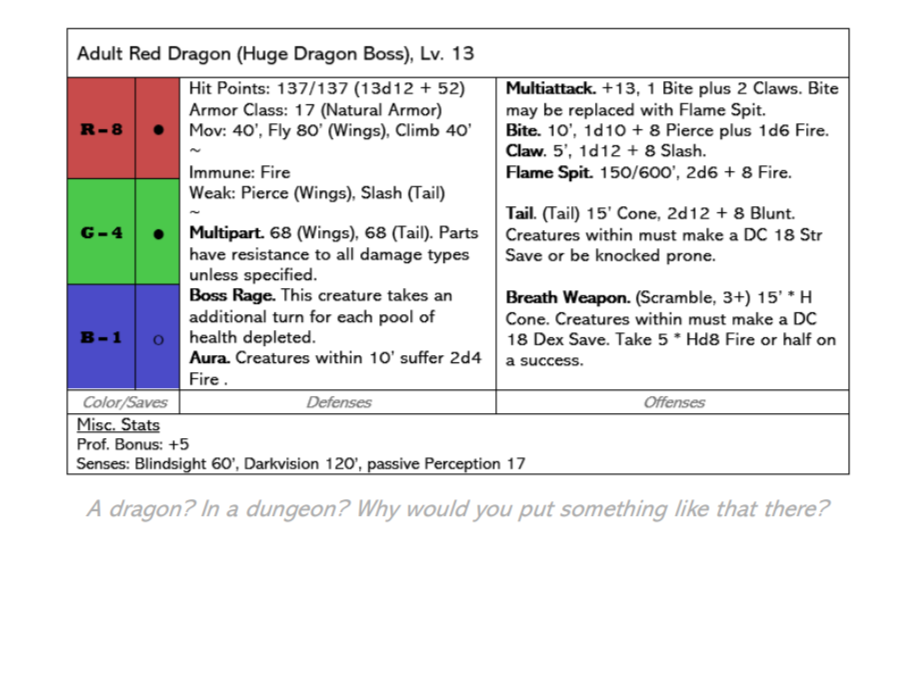 Adult Red Dragon (Huge Dragon Boss), Lv. 13
R – 8
G – 4
B – 1
Hit Points: 137/137 (13d12 + 52)
Armor Class: 17 (Natural Armor)
Mov: 40', Fly 80' (Wings), Climb 40'
~
Immune: Fire
Weak: Pierce (Wings), Slash (Tail)
~
Multipart. 68 (Wings), 68 (Tail). Parts
have resistance to all damage types
unless specified.
Boss Rage. This creature takes an
additional turn for each pool of
health depleted.
Aura. Creatures within 10' suffer 2d4
Fire .
Multiattack. +13, 1 Bite plus 2 Claws. Bite
may be replaced with Flame Spit.
Bite. 10', 1d10 + 8 Pierce plus 1d6 Fire.
Claw. 5', 1d12 + 8 Slash.
Flame Spit. 150/600', 2d6 + 8 Fire.
Tail. (Tail) 15' Cone, 2d12 + 8 Blunt.
Creatures within must make a DC 18 Str
Save or be knocked prone.
Breath Weapon. (Scramble, 3+) 15' * H
Cone. Creatures within must make a DC
18 Dex Save. Take 5 * Hd8 Fire or half on
a success.
Color/Saves
Defenses
Offenses
Misc. Stats
Prof. Bonus: +5
Senses: Blindsight 60', Darkvision 120', passive Perception 17
A dragon? In a dungeon? Why would you put something like that there?